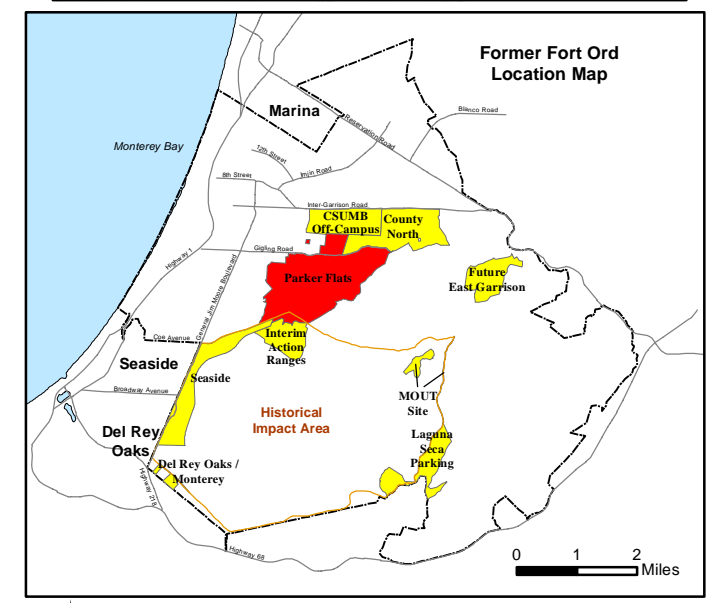 Former Fort Ord
Location Map
Marina
Blanco Road
Reservation Road
Monterey Bay
12th Street
Imjin Road
8th Street
Inter-Garrison Road
CSUMB
Off-Campus
County
North
Gigling Road
Highway 1
General Jim Moore Boulevard
Parker Flats
Future
East Garrison
Coe Avenue
Interim
Action
Ranges
Seaside
Seaside
Broadway Avenue
MOUT
Site
Historical
Impact Area
Del Rey
Oaks
Laguna
Seca
Parking
Del Rey Oaks /
Monterey
Highway 218
Highway 68
0 1 2
Miles